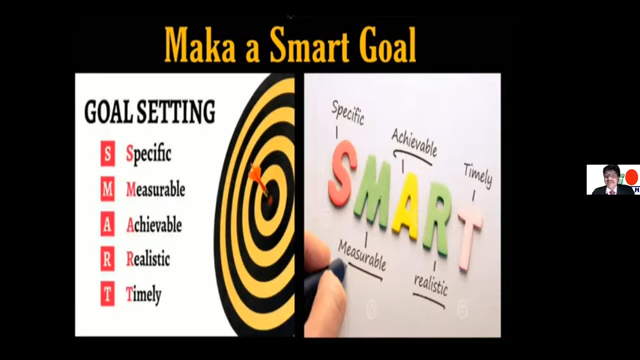 Maka a Smart Goal
GOAL SETTING
S Specific
M Measurable
A Achievable
R Realistic
T Timely
Specific
Achievable
Timely
SMART
Measurable
realistic